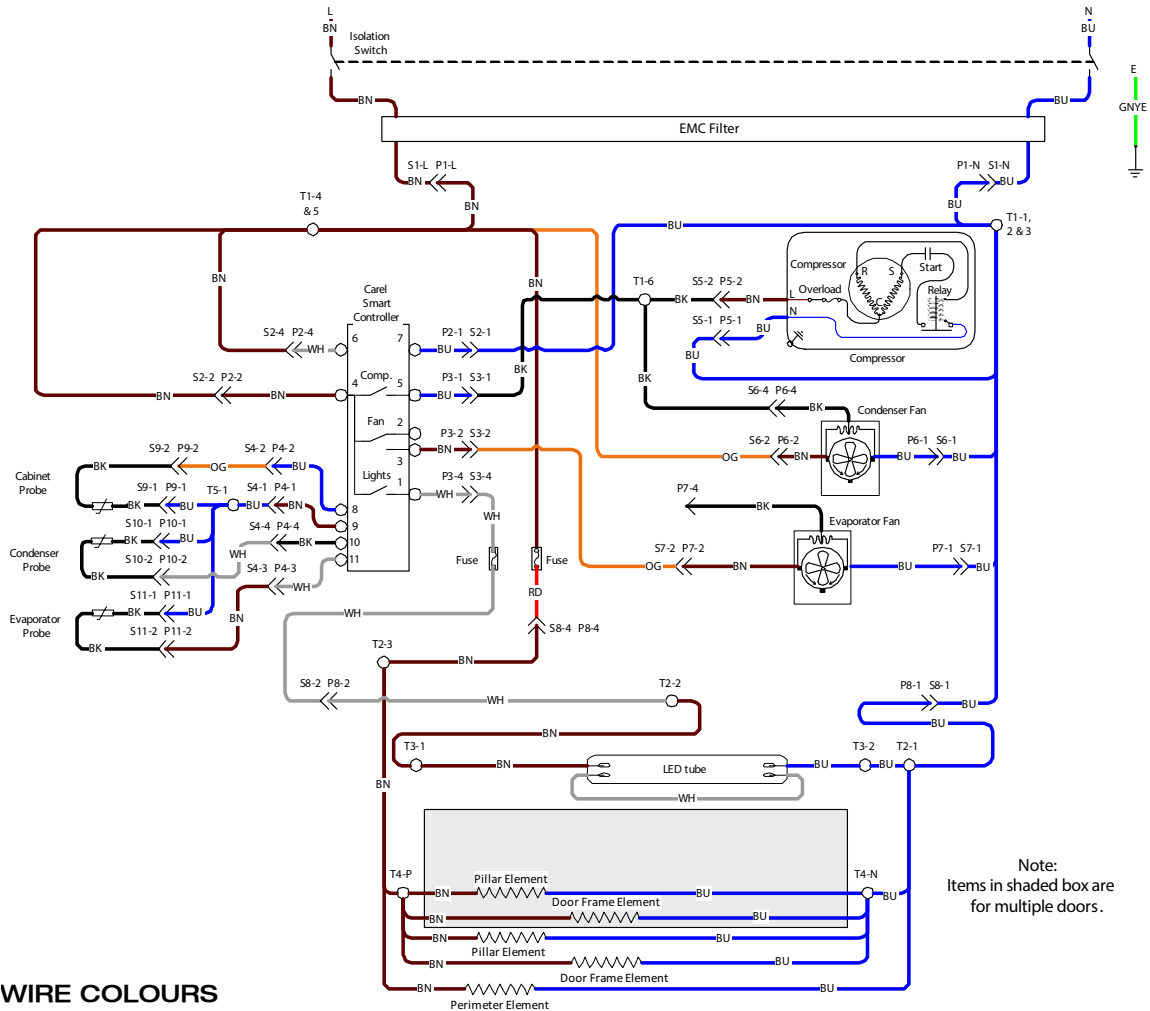 L
BN
N
BU
Isolation
Switch
E
BN
BU
GNYE
EMC Filter
S1-L P1-L
BN
P1-N S1-N
BU
BN
BU
T1-4
& 5
T1-1,
2 & 3
BU
BN
BN
Carel
Smart
Controller
T1-6
S5-2 P5-2
BK
BN
Compressor
R
S
Start
Overload
C
Relay
L
N
S5-1 P5-1
BU
BU
Compressor
S2-4 P2-4
WH
6
7
P2-1 S2-1
BU
BK
S2-2 P2-2
BN
BN
4
Comp.
5
P3-1 S3-1
BU
BK
S6-4 P6-4
BK
Condenser Fan
Fan
2
P3-2 S3-2
BN
3
S6-2 P6-2
OG
BN
P6-1 S6-1
BU
BU
S9-2 P9-2
S4-2 P4-2
BK
OG
BU
Cabinet
Probe
Lights
1
P3-4 S3-4
WH
P7-4
BK
S9-1 P9-1
T5-1
S4-1 P4-1
BK
BU
BU
BN
8
WH
Evaporator Fan
S10-1 P10-1
BK
BU
S4-4 P4-4
BK
9
10
Condenser
Probe
S10-2 P10-2
WH
BK
11
Fuse
Fuse
S7-2 P7-2
OG
BN
P7-1 S7-1
BU
BU
S4-3 P4-3
WH
RD
S11-1 P11-1
BK
BU
BN
WH
Evaporator
Probe
S11-2 P11-2
BK
S8-4 P8-4
T2-3
BN
S8-2 P8-2
WH
T2-2
P8-1 S8-1
BU
BU
BN
T3-1
BN
LED tube
BU
T3-2
BU
T2-1
BN
WH
T4-P
BN
Pillar Element
BU
T4-N
BU
Door Frame Element
BN
BU
BN
Pillar Element
BU
BN
Door Frame Element
BU
BN
Perimeter Element
BU
Note:
Items in shaded box are
for multiple doors.
WIRE COLOURS